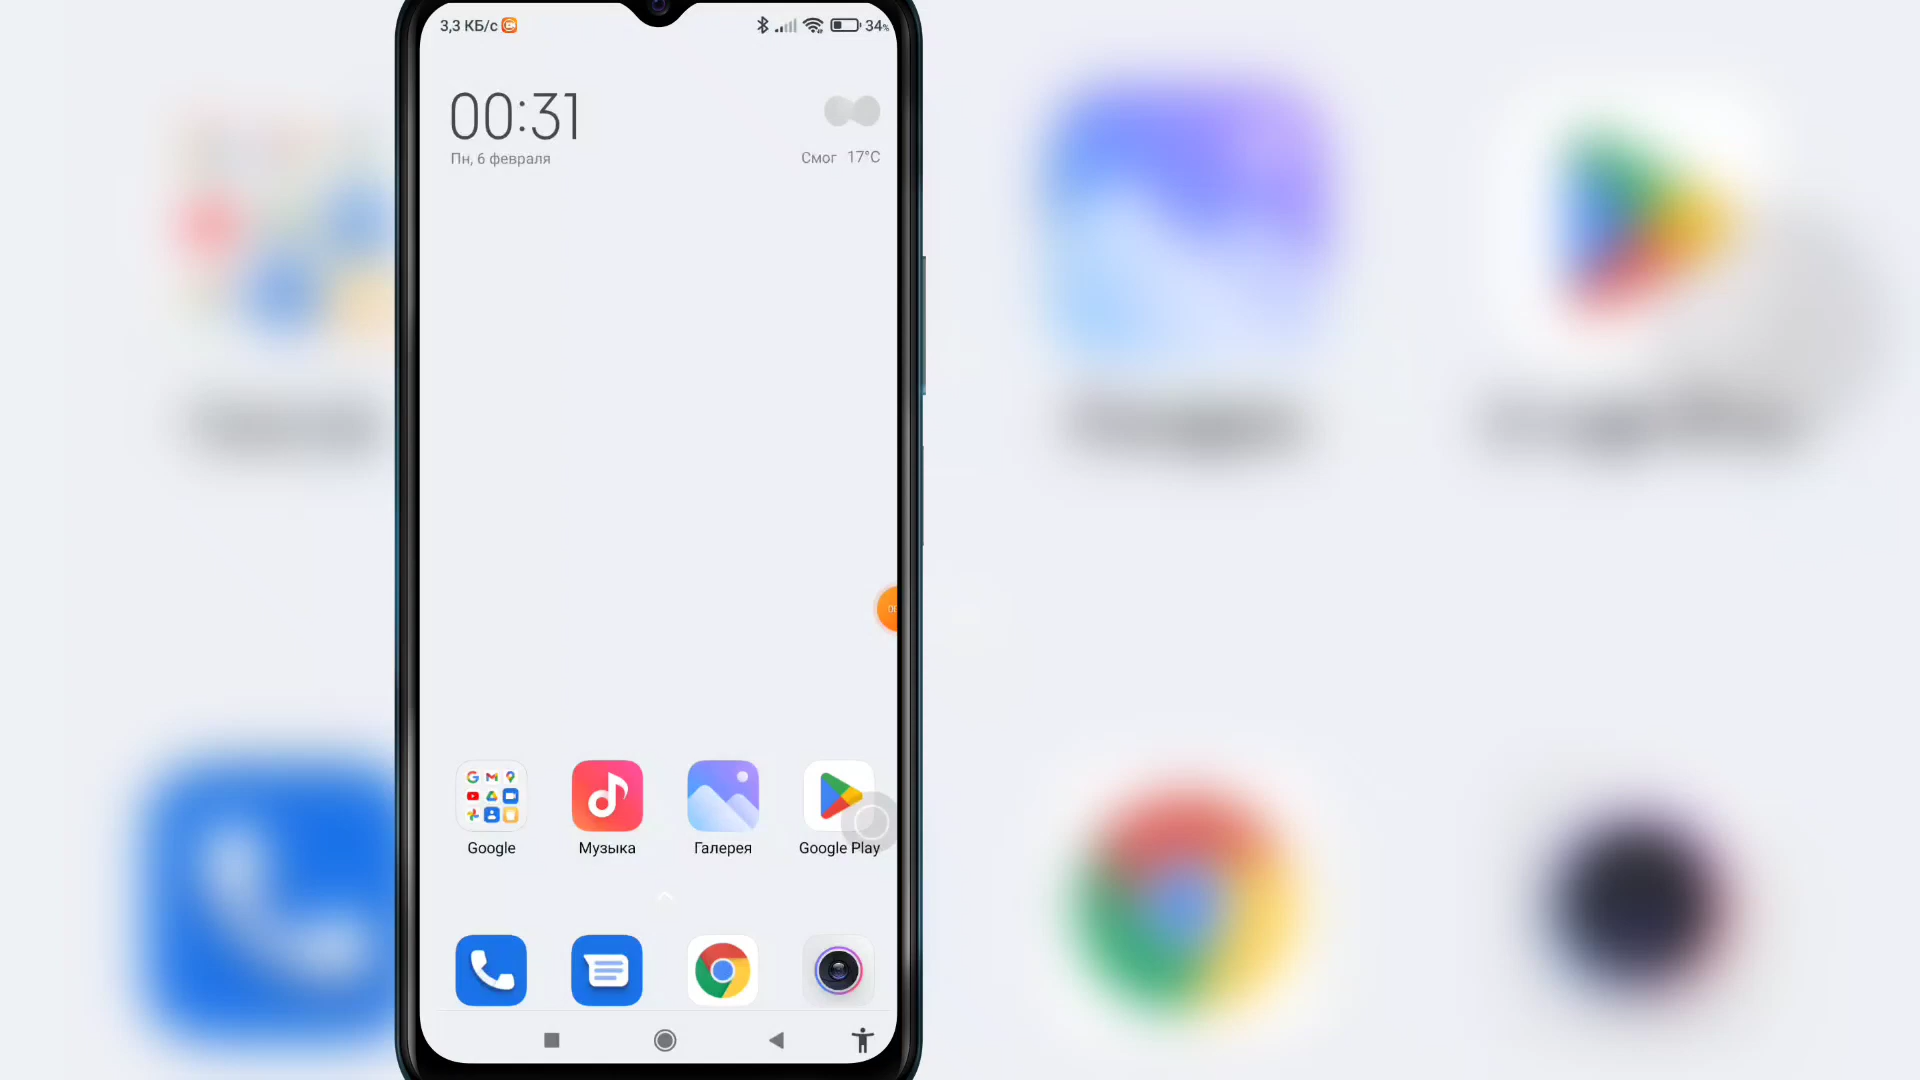 3,3 КБ/с
34%
00:31
Пн, 6 февраля
Смог 17°C
Google
Музыка
Галерея
Google Play